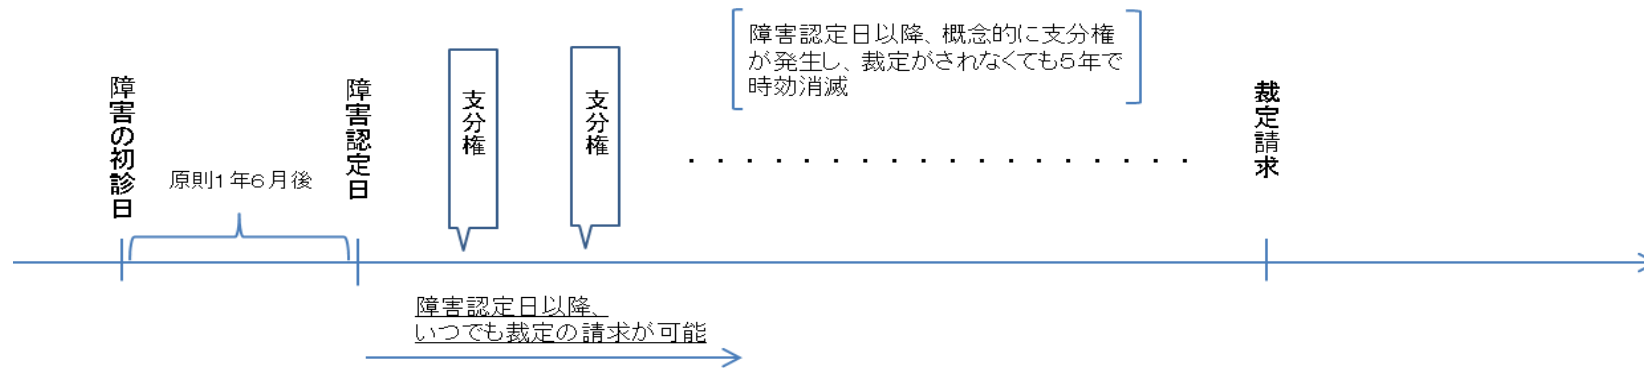 障害の初診日
原則1年6月後
障害認定日
支分権
支分権
障害認定日以降、概念的に支分権
が発生し、裁定がされなくても5年で
時効消滅
・・・・・・・・・・・・・・・・・・
裁定請求
障害認定日以降、
いつでも裁定の請求が可能